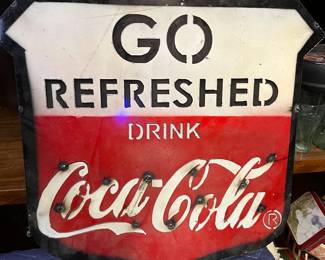 GO
REFRESHED
DRINK
Coca-Cola ®